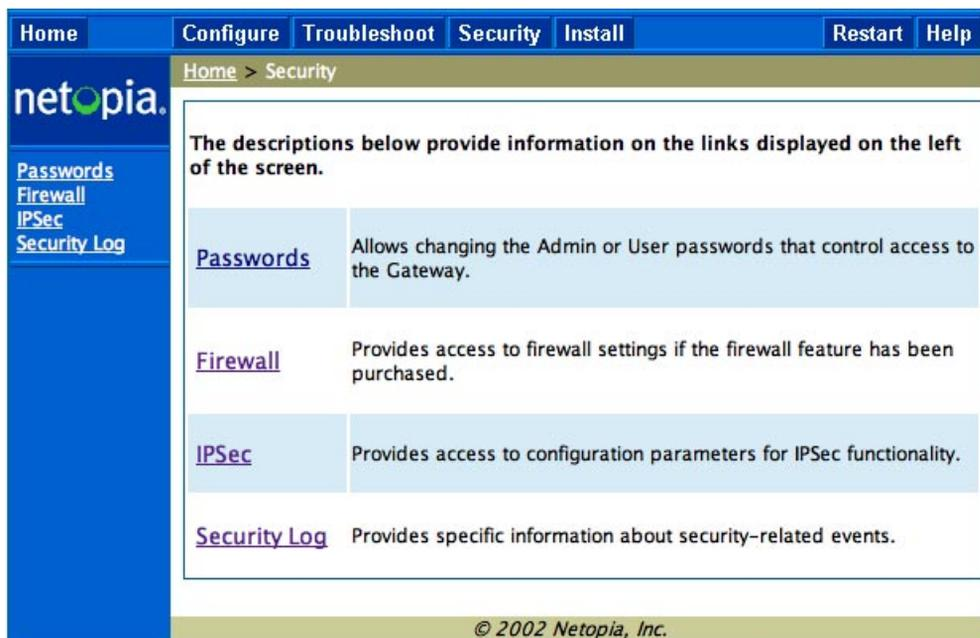 Home Configure Troubleshoot Security Install Restart Help
netopia.
Passwords
Firewall
IPSec
Security Log
Home > Security
The descriptions below provide information on the links displayed on the left
of the screen.
Passwords
Allows changing the Admin or User passwords that control access to
the Gateway.
Firewall
Provides access to firewall settings if the firewall feature has been
purchased.
IPSec
Provides access to configuration parameters for IPSec functionality.
Security Log
Provides specific information about security-related events.
© 2002 Netopia, Inc.